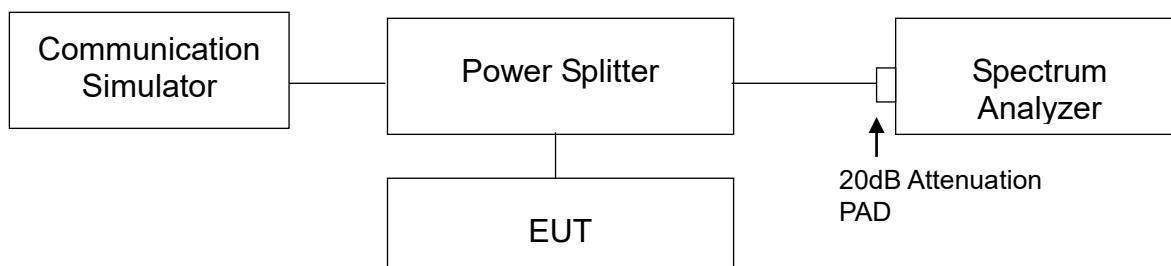 Communication
Simulator
Power Splitter
Spectrum
Analyzer
20dB Attenuation
PAD
EUT